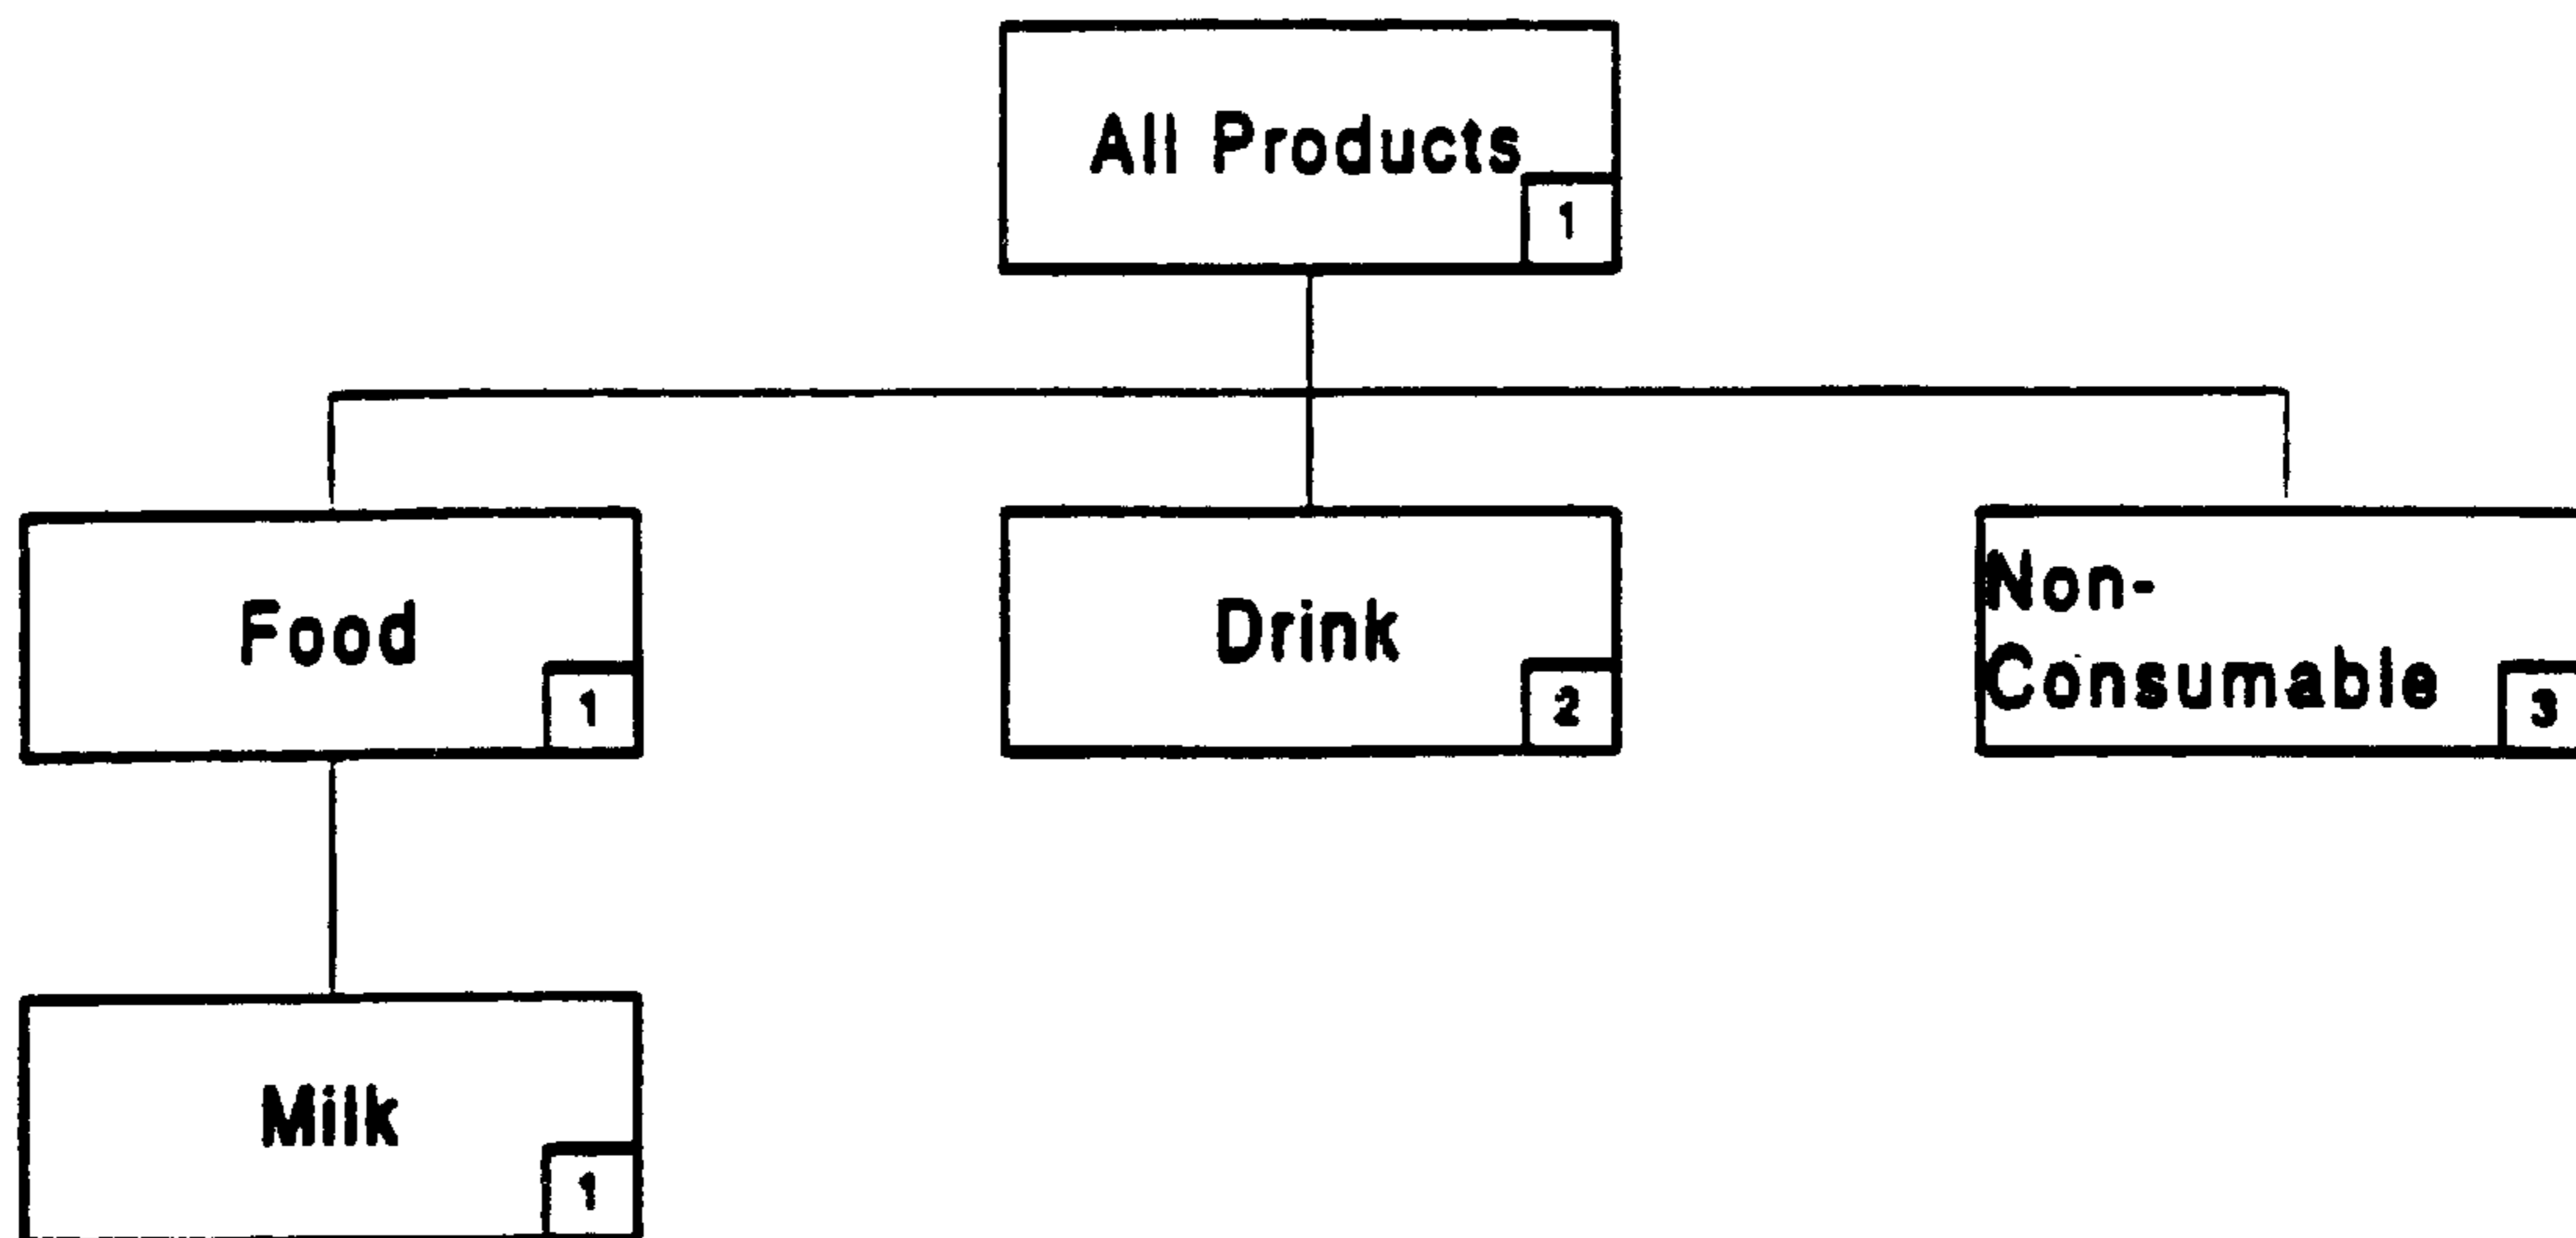 All Products
1
Food
1
Drink
2
Non-
Consumable
3
Milk
1